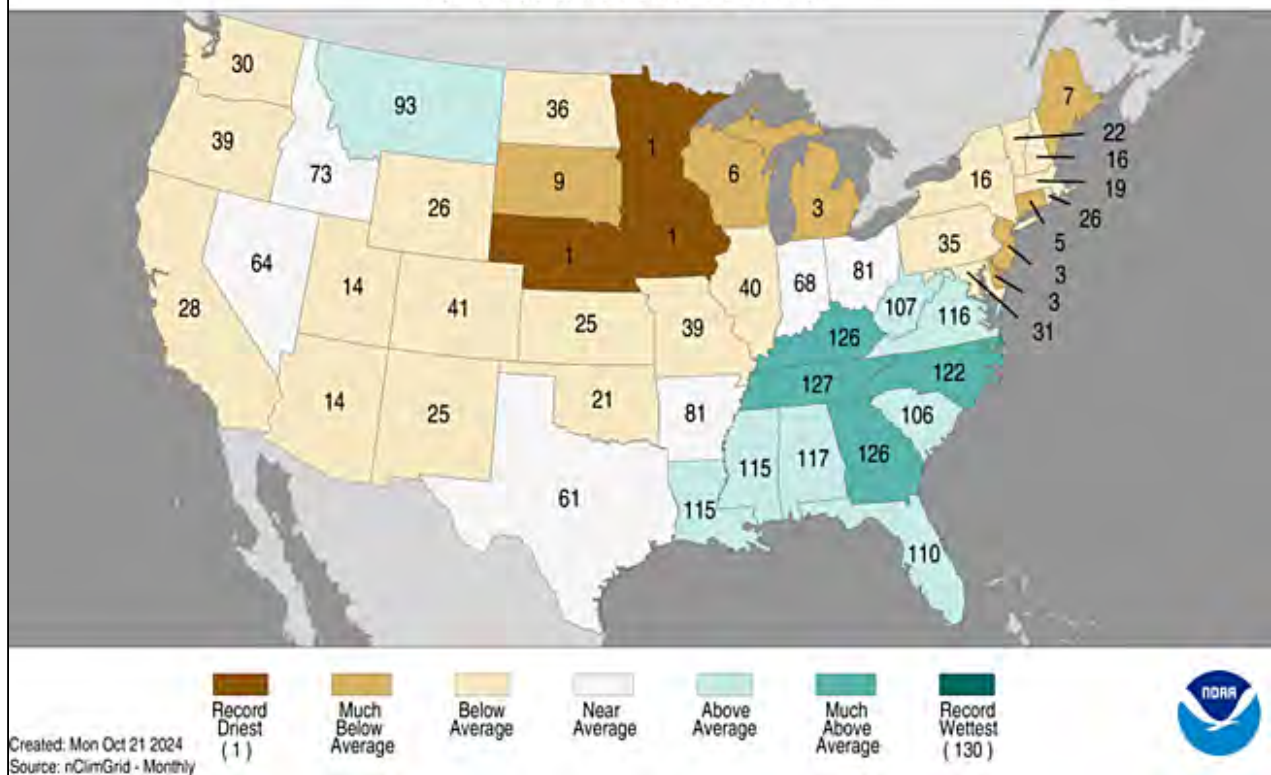 30
93
36
1
7
39
22
73
9
6
16
16
3
19
26
26
1
1
35
5
64
81
3
14
40
68
3
41
107
31
28
25
39
116
126
14
25
21
127
122
81
106
61
115
117
126
115
110
Record
Driest
( 1 )
Much
Below
Average
Below
Average
Near
Average
Above
Average
Much
Above
Average
Record
Wettest
( 130 )
NOAA
Created: Mon Oct 21 2024
Source: nClimGrid - Monthly